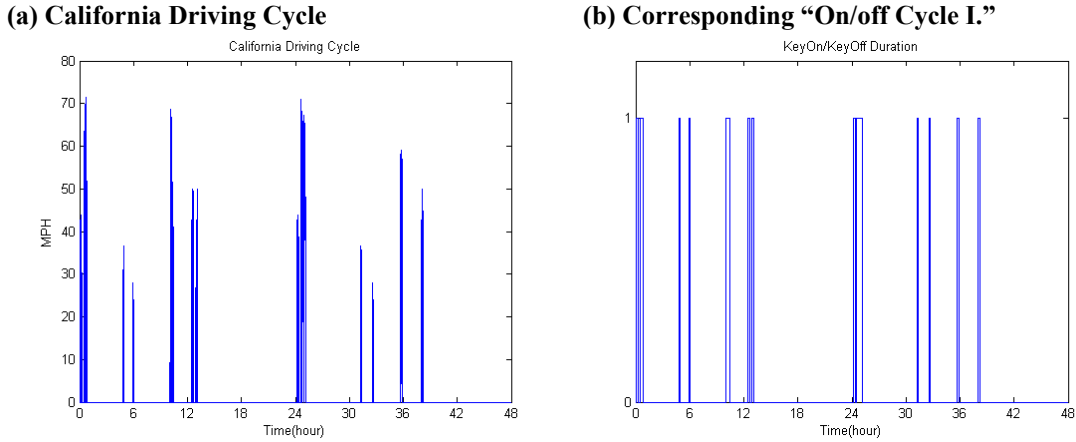 (a) California Driving Cycle
California Driving Cycle
80
70
60
50
40
30
20
10
0
MPH
0 6 12 18 24 30 36 42 48
Time(hour)
(b) Corresponding “On/off Cycle I.”
KeyOn/KeyOff Duration
1
0
0 6 12 18 24 30 36 42 48
Time(hour)